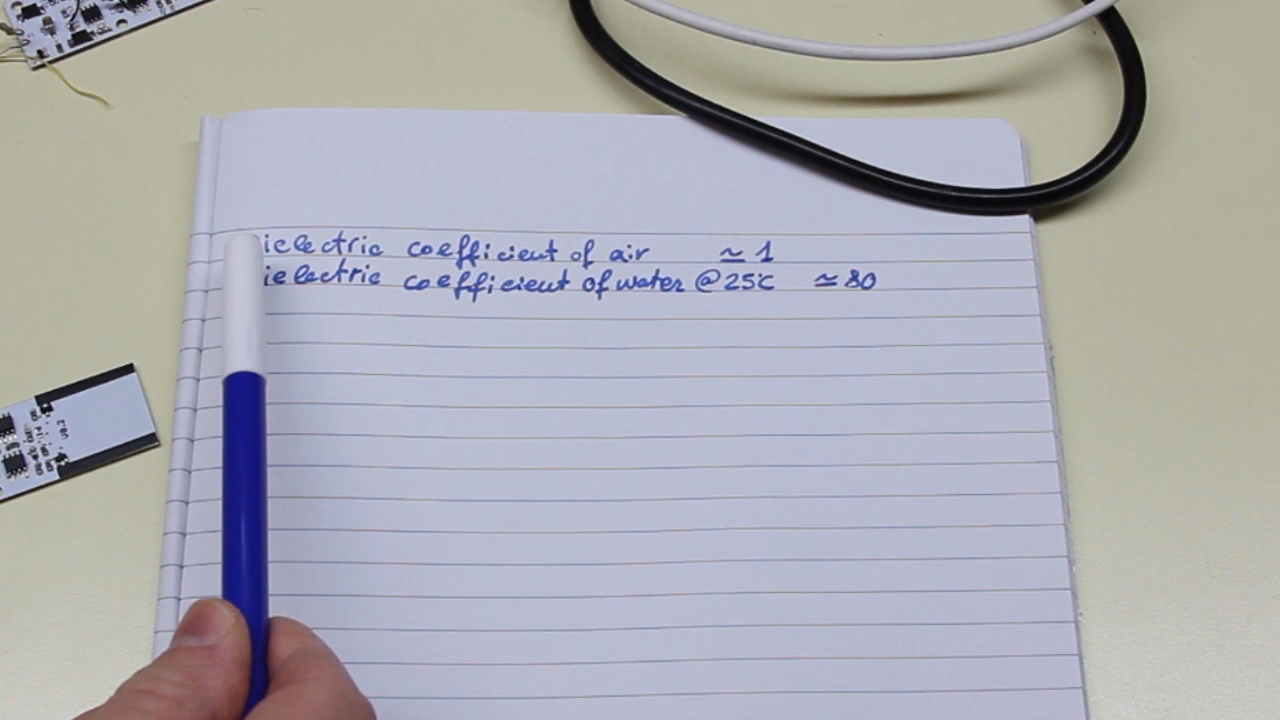 ielectric coefficient of air ≃ 1
ielectric coefficient of water @25℃ ≃ 80